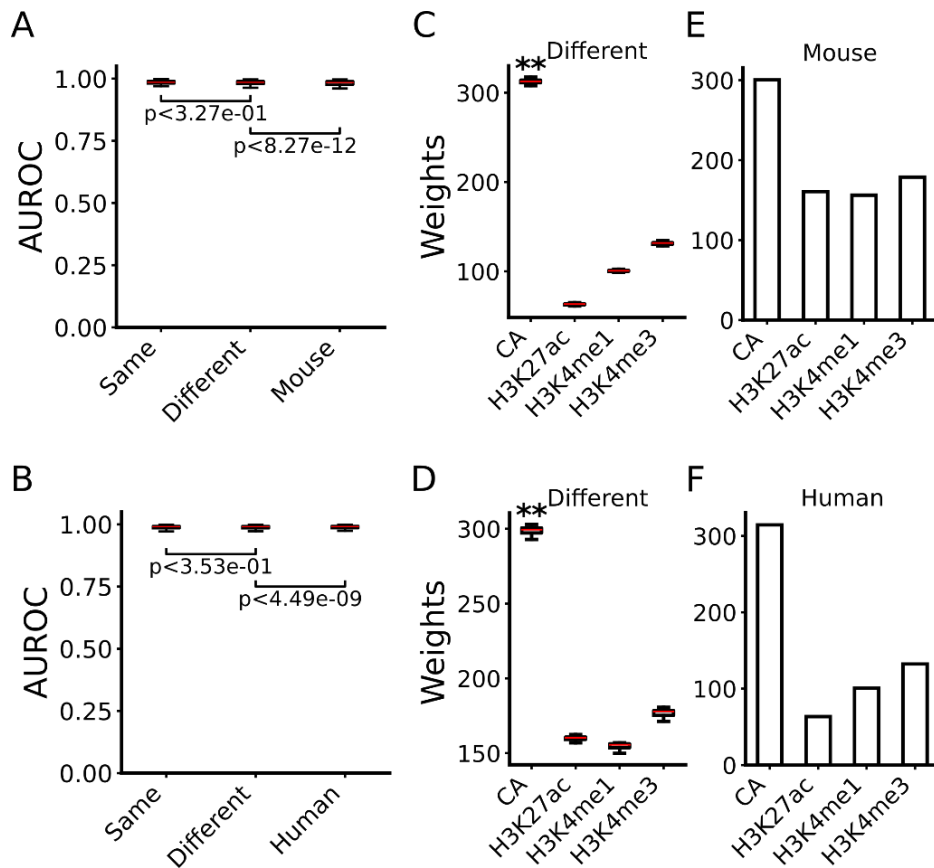 A
AUROC
1.00
0.75
0.50
0.25
0.00
p<3.27e-01
p<8.27e-12
Same
Different
Mouse
C
Different
**
Weights
300
200
100
CA
H3K27ac
H3K4me1
H3K4me3
E
Mouse
300
200
100
0
CA
H3K27ac
H3K4me1
H3K4me3
B
AUROC
1.00
0.75
0.50
0.25
0.00
p<3.53e-01
p<4.49e-09
Same
Different
Human
D
Different
**
Weights
300
250
200
150
CA
H3K27ac
H3K4me1
H3K4me3
F
Human
300
200
100
0
CA
H3K27ac
H3K4me1
H3K4me3